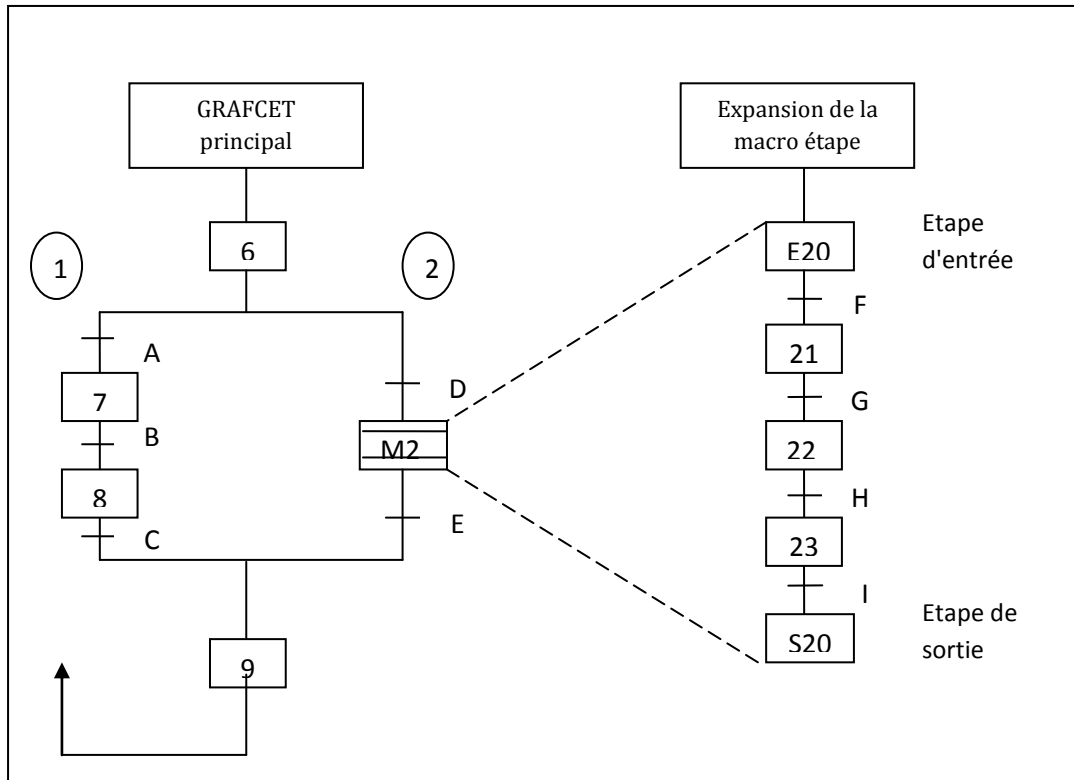 GRAFCET
principal
Expansion de la
macro étape
6
1
2
A
7
B
8
C
D
M2
E
9
E20
Etape
d'entrée
F
21
G
22
H
23
I
S20
Etape de
sortie